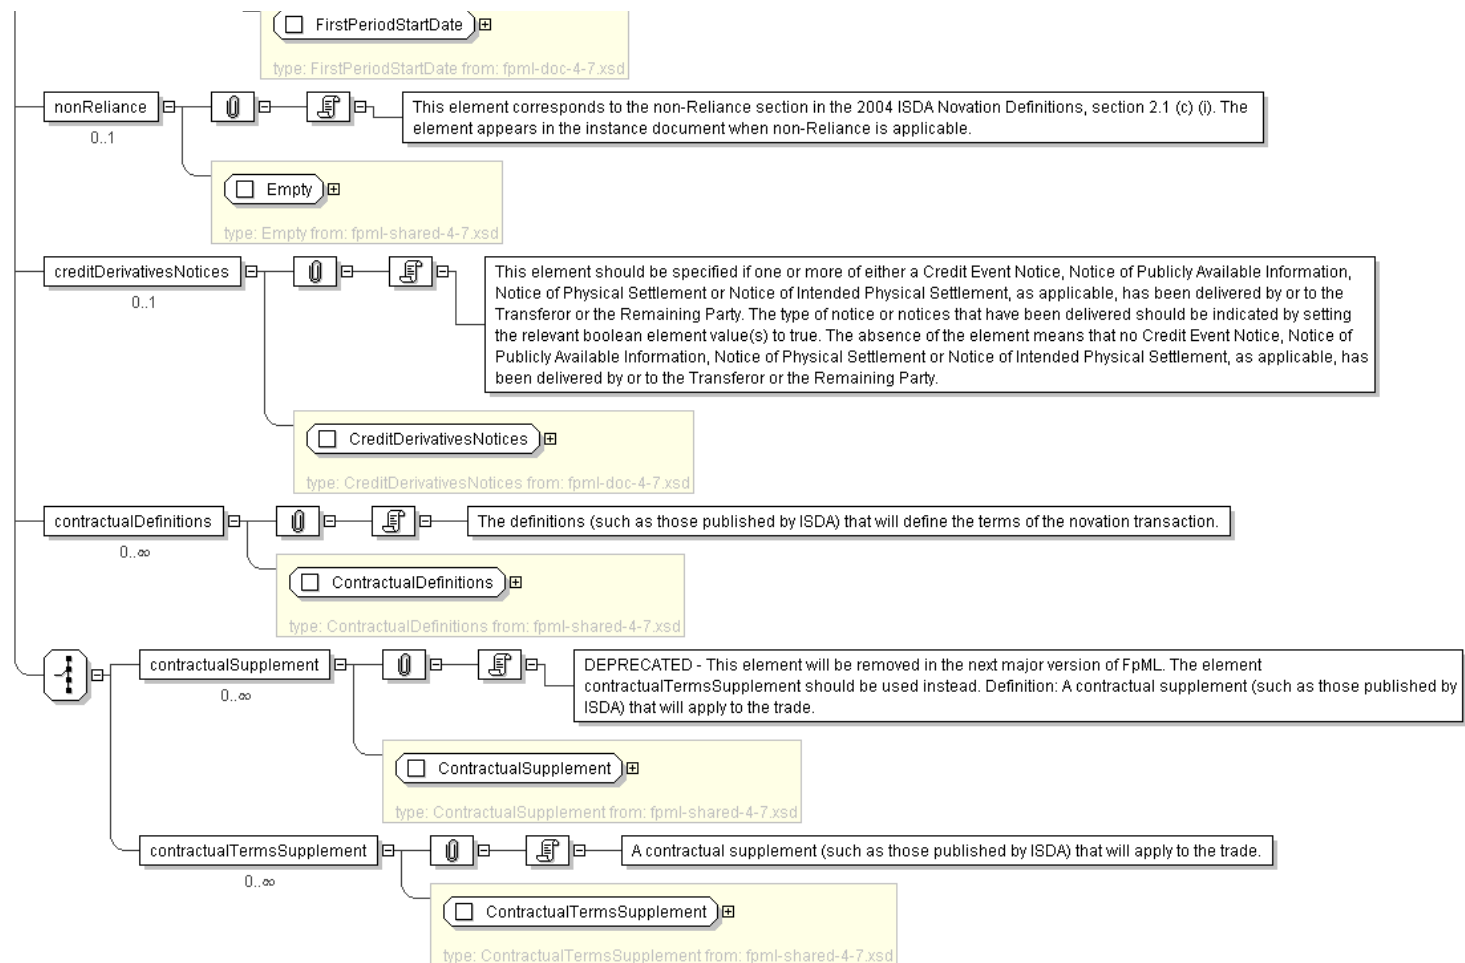 FirstPeriodStartDate
type: FirstPeriodStartDate from: fpml-doc-4-7.xsd
nonReliance
0..1
This element corresponds to the non-Reliance section in the 2004 ISDA Novation Definitions, section 2.1 (c) (i). The
element appears in the instance document when non-Reliance is applicable.
Empty
type: Empty from: fpml-shared-4-7.xsd
creditDerivativesNotices
0..1
This element should be specified if one or more of either a Credit Event Notice, Notice of Publicly Available Information,
Notice of Physical Settlement or Notice of Intended Physical Settlement, as applicable, has been delivered by or to the
Transferor or the Remaining Party. The type of notice or notices that have been delivered should be indicated by setting
the relevant boolean element value(s) to true. The absence of the element means that no Credit Event Notice, Notice of
Publicly Available Information, Notice of Physical Settlement or Notice of Intended Physical Settlement, as applicable, has
been delivered by or to the Transferor or the Remaining Party.
CreditDerivativesNotices
type: CreditDerivativesNotices from: fpml-doc-4-7.xsd
contractualDefinitions
0..∞
The definitions (such as those published by ISDA) that will define the terms of the novation transaction.
ContractualDefinitions
type: ContractualDefinitions from: fpml-shared-4-7.xsd
contractualSupplement
0..∞
DEPRECATED - This element will be removed in the next major version of FpML. The element
contractualTermsSupplement should be used instead. Definition: A contractual supplement (such as those published by
ISDA) that will apply to the trade.
ContractualSupplement
type: ContractualSupplement from: fpml-shared-4-7.xsd
contractualTermsSupplement
0..∞
A contractual supplement (such as those published by ISDA) that will apply to the trade.
ContractualTermsSupplement
type: ContractualTermsSupplement from: fpml-shared-4-7.xsd